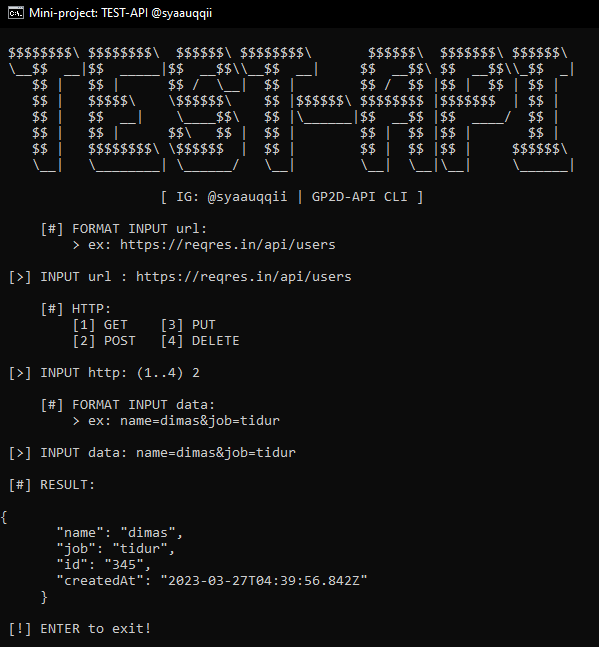 Mini-project: TEST-API @syaauqqii
$$$$$$$$\ $$$$$$$$\  $$$$$$\ $$$$$$$$\       $$$$$$\  $$$$$$$\ $$$$$$\
\__$$  __|$$  _____|$$  __$$\\__$$  __|     $$  __$$\ $$  __$$\\_$$  _|
   $$ |   $$ |      $$ /  \__|  $$ |        $$ /  $$ |$$ |  $$ | $$ |
   $$ |   $$$$$\    \$$$$$$\    $$ |$$$$$$\ $$$$$$$$ |$$$$$$$  | $$ |
   $$ |   $$  __|    \____$$\   $$ |\______|$$  __$$ |$$  ____/  $$ |
   $$ |   $$ |      $$\   $$ |  $$ |        $$ |  $$ |$$ |       $$ |
   $$ |   $$$$$$$$\ \$$$$$$  |  $$ |        $$ |  $$ |$$ |     $$$$$$\
   \__|   \________| \______/   \__|        \__|  \__|\__|     \______|
[ IG: @syaauqqii | GP2D-API CLI ]
[#] FORMAT INPUT url:
> ex: https://reqres.in/api/users
[>] INPUT url : https://reqres.in/api/users
[#] HTTP:
[1] GET    [3] PUT
[2] POST   [4] DELETE
[>] INPUT http: (1..4) 2
[#] FORMAT INPUT data:
> ex: name=dimas&job=tidur
[>] INPUT data: name=dimas&job=tidur
[#] RESULT:
{
"name": "dimas",
"job": "tidur",
"id": "345",
"createdAt": "2023-03-27T04:39:56.842Z"
}
[!] ENTER to exit!